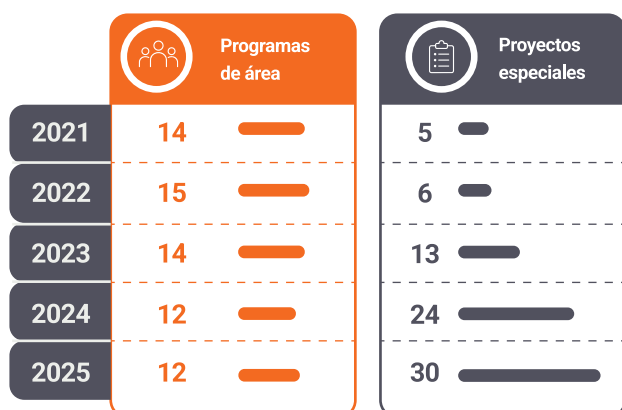 Programas
de área
Proyectos
especiales
2021 14 5
2022 15 6
2023 14 13
2024 12 24
2025 12 30